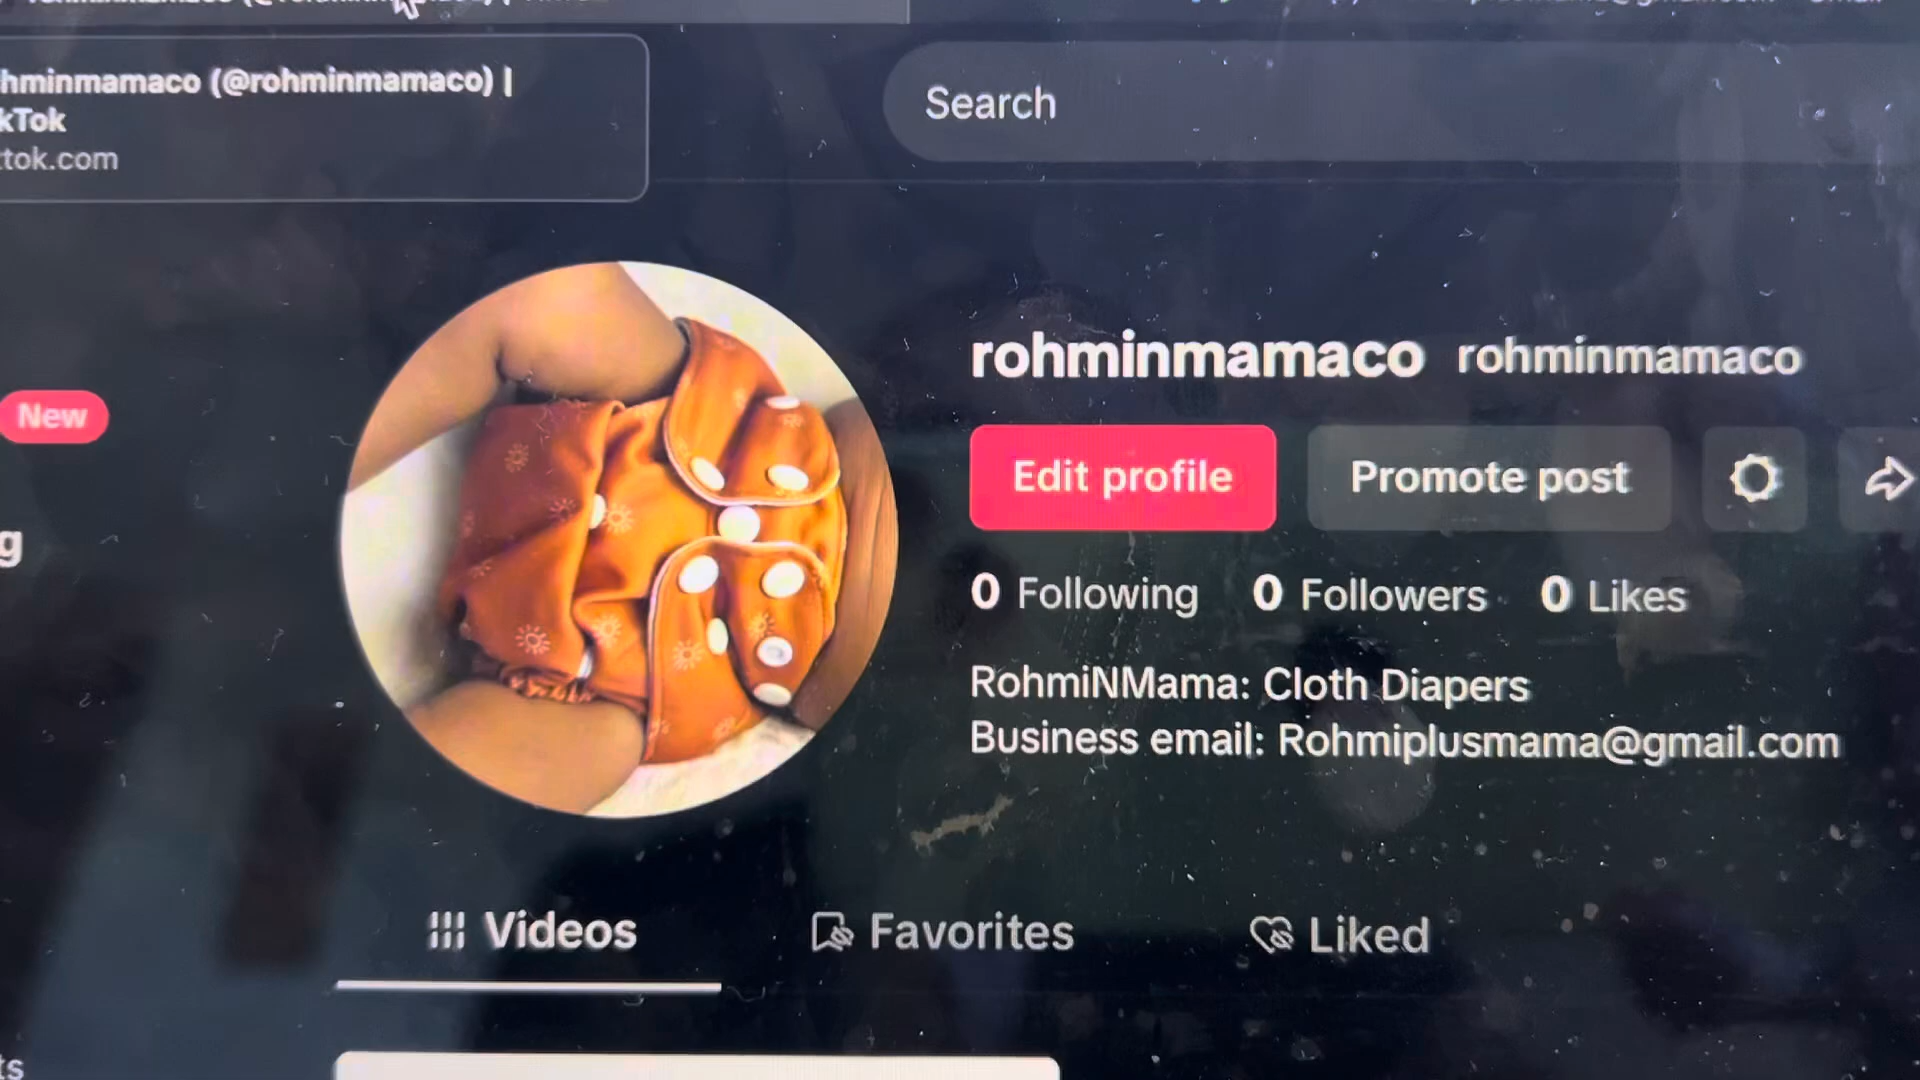 hminmamaco (@rohminmamaco) |
kTok
tok.com
Search
New
rohminmamaco rohminmamaco
Edit profile
Promote post
g
0 Following 0 Followers 0 Likes
RohmiNMama: Cloth Diapers
Business email: Rohmiplusmama@gmail.com
Videos
Favorites
Liked
ts